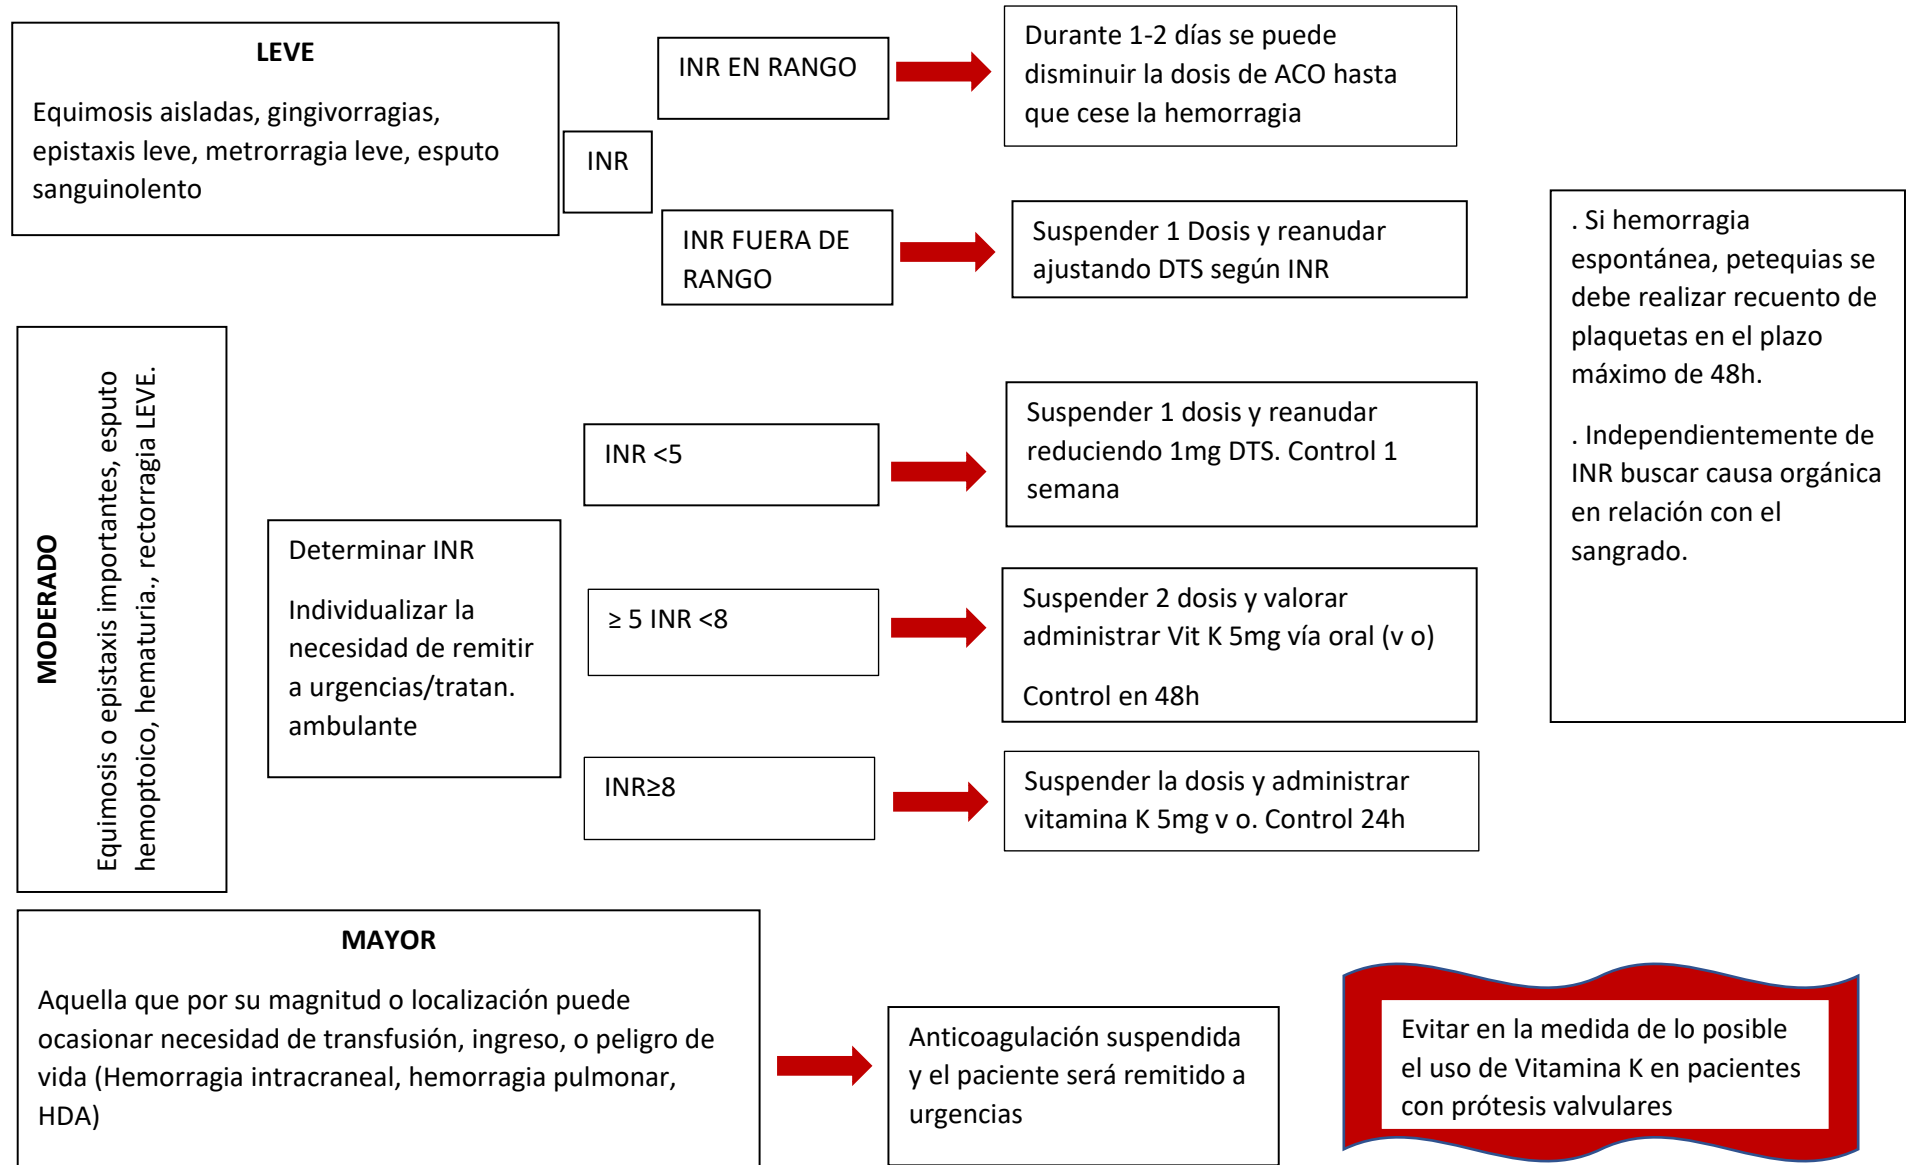 LEVE
Equimosis aisladas, gingivorragias,
epistaxis leve, metrorragia leve, esputo
sanguinolento
INR
INR EN RANGO
Durante 1-2 días se puede
disminuir la dosis de ACO hasta
que cese la hemorragia
INR FUERA DE
RANGO
Suspender 1 Dosis y reanudar
ajustando DTS según INR
. Si hemorragia
espontánea, petequias se
debe realizar recuento de
plaquetas en el plazo
máximo de 48h.
. Independientemente de
INR buscar causa orgánica
en relación con el
sangrado.
MODERADO
Equimosis o epistaxis importantes, esputo
hemoptoico, hematuria., rectorragia LEVE.
Determinar INR
Individualizar la
necesidad de remitir
a urgencias/tratan.
ambulante
INR <5
Suspender 1 dosis y reanudar
reduciendo 1mg DTS. Control 1
semana
≥ 5 INR <8
Suspender 2 dosis y valorar
administrar Vit K 5mg vía oral (v o)
Control en 48h
INR≥8
Suspender la dosis y administrar
vitamina K 5mg v o. Control 24h
MAYOR
Aquella que por su magnitud o localización puede
ocasionar necesidad de transfusión, ingreso, o peligro de
vida (Hemorragia intracraneal, hemorragia pulmonar,
HDA)
Anticoagulación suspendida
y el paciente será remitido a
urgencias
Evitar en la medida de lo posible
el uso de Vitamina K en pacientes
con prótesis valvulares